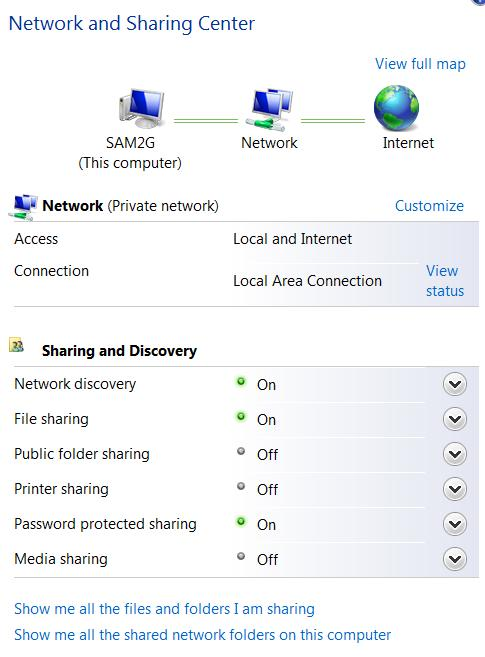 Network and Sharing Center
View full map
SAM2G
(This computer)
Network
Internet
Network (Private network)
Customize
Access
Local and Internet
Connection
Local Area Connection
View
status
Sharing and Discovery
Network discovery
On
File sharing
On
Public folder sharing
Off
Printer sharing
Off
Password protected sharing
On
Media sharing
Off
Show me all the files and folders I am sharing
Show me all the shared network folders on this computer